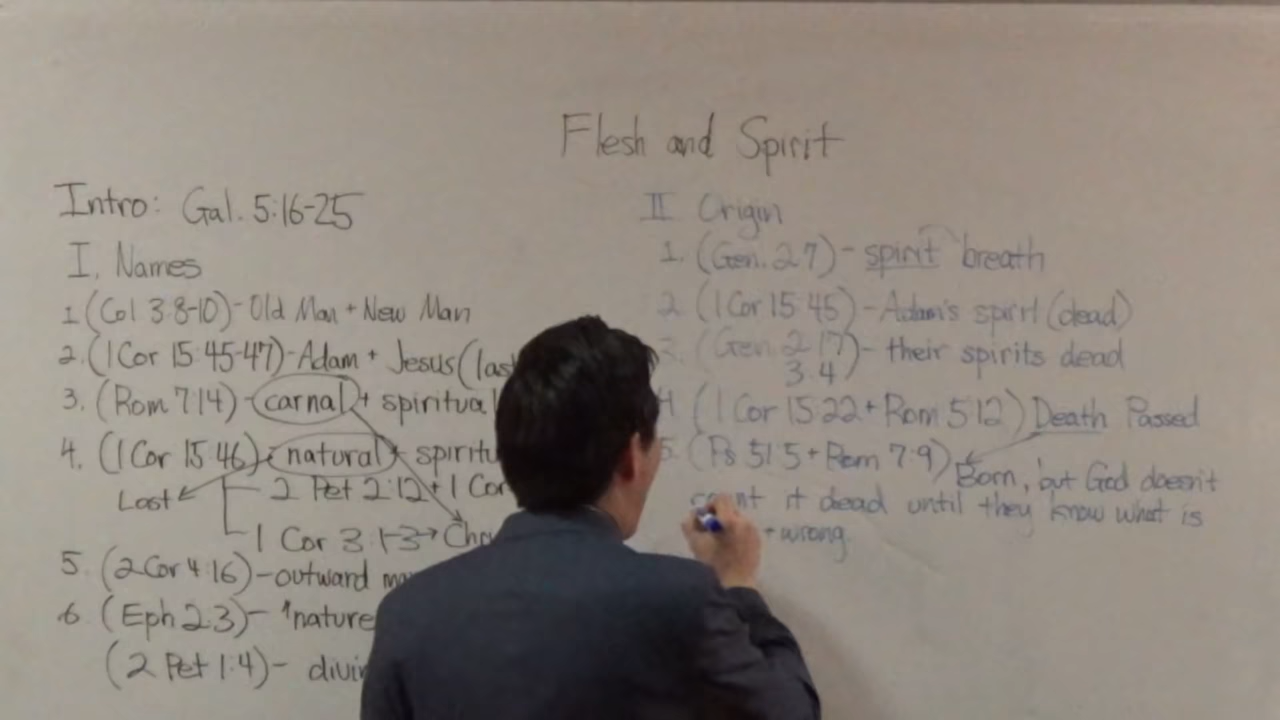 Flesh and Spirit
Intro: Gal. 5:16-25
I. Names
1 (Col 3:8-10)- Old Man + New Man
2. (1 Cor 15:45-47)- Adam + Jesus (last
3. (Rom 7:14) - carnal + spiritual
4. (1 Cor 15:46) - natural + spiritu
Lost
2 Pet 2:12 + 1 Cor
1 Cor 3:1-3 →
5. (2 Cor 4:16) - outward
6 (Eph 2:3) - "nature
(2 Pet 1:4) -
II Origin
1. (Gen. 2:7) - spirit breath
2. (1 Cor 15:45) - Adam's spirit (dead)
3. (Gen. 2:17) - their spirits dead
3:4
4 (1 Cor 15:22 + Rom 5:12) Death Passed
5. (Ps 51:5 + Rom 7:9) Born, but God doesn't
count it dead until they know what is
+ wrong.